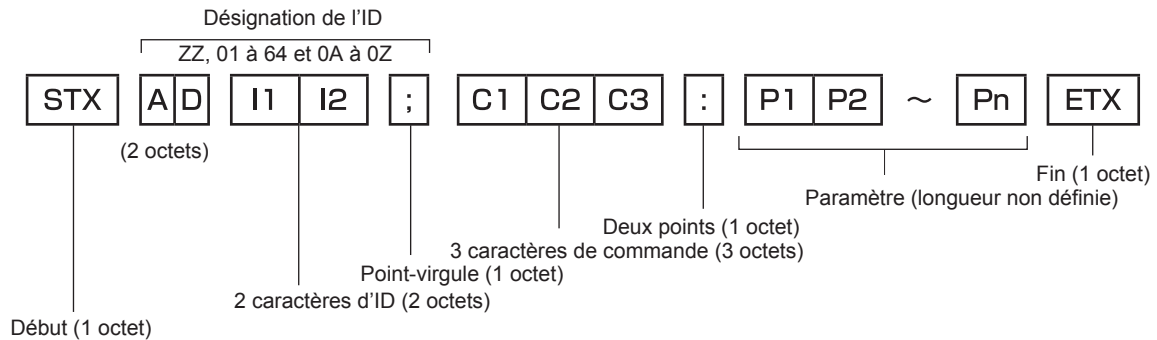 Désignation de l'ID
ZZ, 01 à 64 et 0A à 0Z
STX A D I1 I2 ; C1 C2 C3 : P1 P2 ～ Pn ETX
(2 octets)
Fin (1 octet)
Paramètre (longueur non définie)
Deux points (1 octet)
3 caractères de commande (3 octets)
Point-virgule (1 octet)
2 caractères d'ID (2 octets)
Début (1 octet)